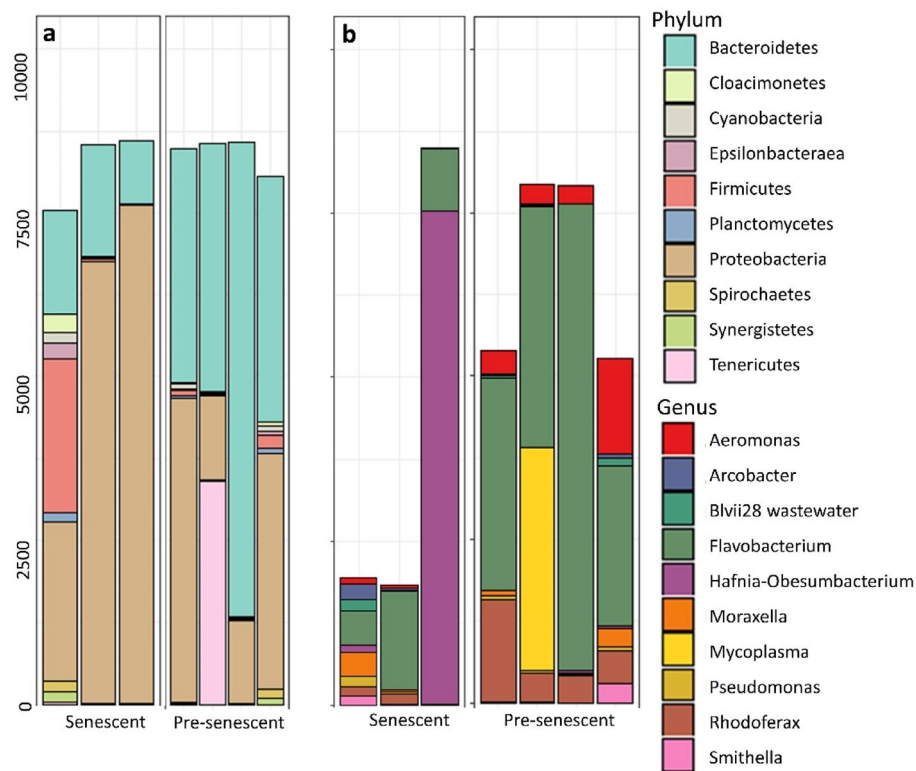 a
b
10000
7500
5000
2500
0
Senescent
Pre-senescent
Senescent
Pre-senescent
Phylum
Bacteroidetes
Cloacimonetes
Cyanobacteria
Epsilonbacteraea
Firmicutes
Planctomycetes
Proteobacteria
Spirochaetes
Synergistetes
Tenericutes
Genus
Aeromonas
Arcobacter
Blvii28 wastewater
Flavobacterium
Hafnia-Obesumbacterium
Moraxella
Mycoplasma
Pseudomonas
Rhodoferax
Smithella